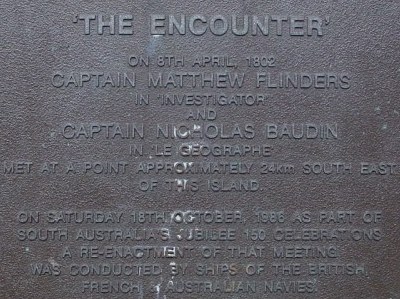 'THE ENCOUNTER'
ON 8TH APRIL, 1802
CAPTAIN MATTHEW FLINDERS
IN 'INVESTIGATOR'
AND
CAPTAIN NICHOLAS BAUDIN
IN 'LE GEOGRAPHE'
MET AT A POINT APPROXIMATELY 24km SOUTH EAST
OF THIS ISLAND.
ON SATURDAY 18TH OCTOBER, 1986 AS PART OF
SOUTH AUSTRALIA'S JUBILEE 150 CELEBRATIONS
A RE-ENACTMENT OF THAT MEETING
WAS CONDUCTED BY SHIPS OF THE BRITISH,
FRENCH & AUSTRALIAN NAVIES.